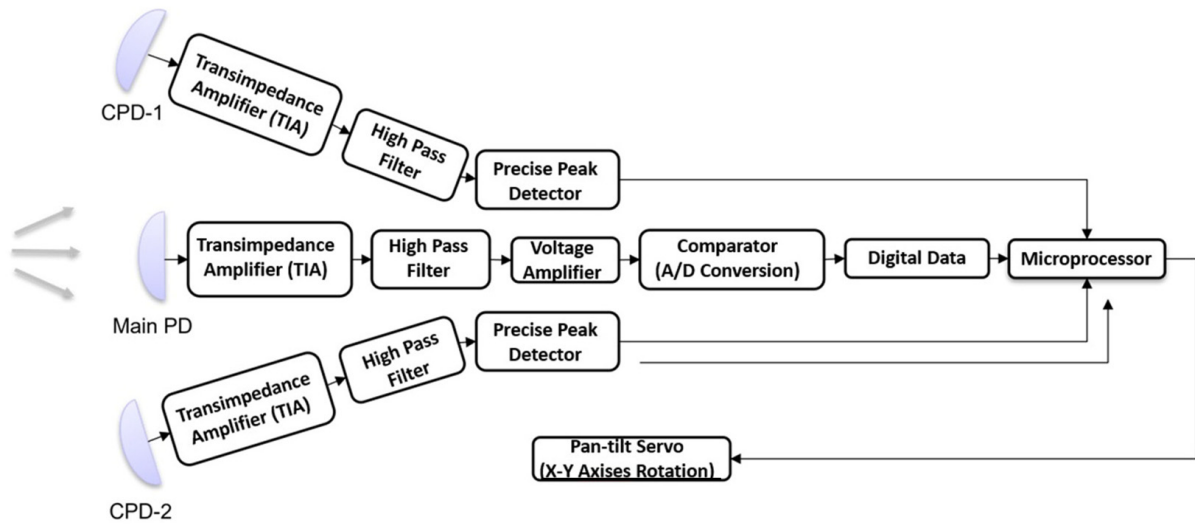 CPD-1
Transimpedance
Amplifier (TIA)
High Pass
Filter
Precise Peak
Detector
Main PD
Transimpedance
Amplifier (TIA)
High Pass
Filter
Voltage
Amplifier
Comparator
(A/D Conversion)
Digital Data
Microprocessor
CPD-2
Transimpedance
Amplifier (TIA)
High Pass
Filter
Precise Peak
Detector
Pan-tilt Servo
(X-Y Axises Rotation)